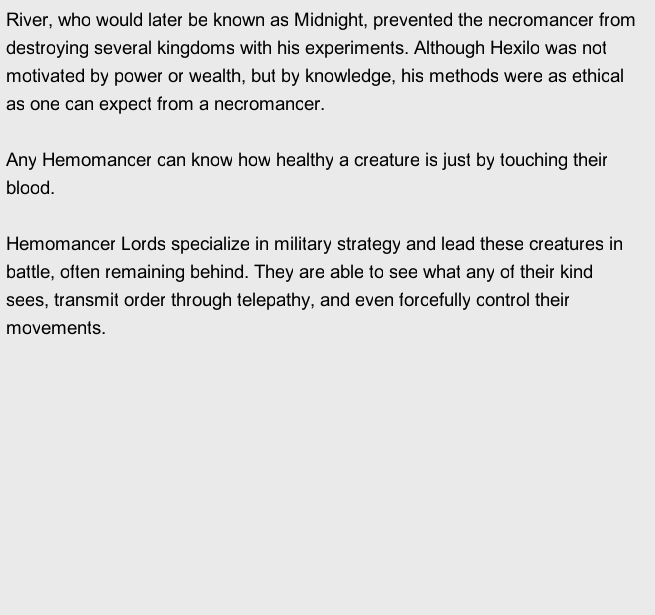 River, who would later be known as Midnight, prevented the necromancer from
destroying several kingdoms with his experiments. Although Hexilo was not
motivated by power or wealth, but by knowledge, his methods were as ethical
as one can expect from a necromancer.

Any Hemomancer can know how healthy a creature is just by touching their
blood.

Hemomancer Lords specialize in military strategy and lead these creatures in
battle, often remaining behind. They are able to see what any of their kind
sees, transmit order through telepathy, and even forcefully control their
movements.